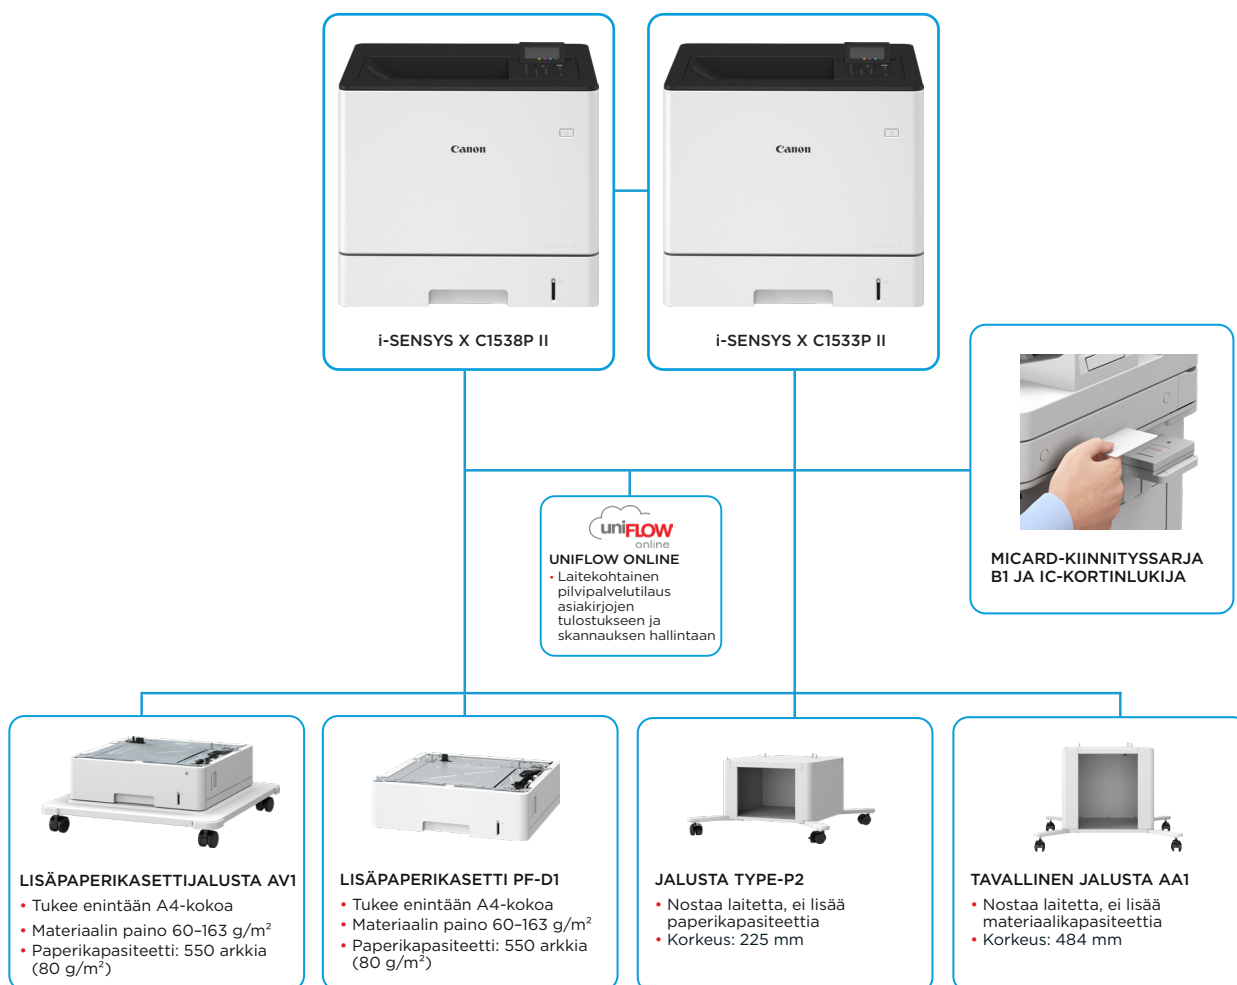 Canon
Canon
i-SENSYS X C1538P II
i-SENSYS X C1533P II
MICARD-KIINNITYSSARJA
B1 JA IC-KORTINLUKIJA
uniFLOW
online
UNIFLOW ONLINE
• Laitekohtainen
pilvipalvelutilaus
asiakirjojen
tulostukseen ja
skannauksen hallintaan
LISÄPAPERIKASETTIJALUSTA AV1
• Tukee enintään A4-kokoa
• Materiaalin paino 60–163 g/m²
• Paperikapasiteetti: 550 arkkia
(80 g/m²)
LISÄPAPERIKASETTI PF-D1
• Tukee enintään A4-kokoa
• Materiaalin paino 60–163 g/m²
• Paperikapasiteetti: 550 arkkia
(80 g/m²)
JALUSTA TYPE-P2
• Nostaa laitetta, ei lisää
paperikapasiteettia
• Korkeus: 225 mm
TAVALLINEN JALUSTA AA1
• Nostaa laitetta, ei lisää
materiaalikapasiteettia
• Korkeus: 484 mm